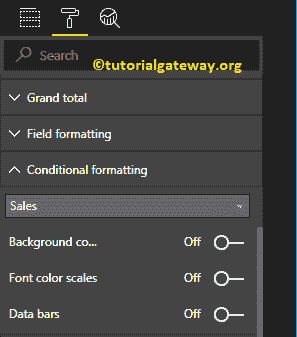 Search
©tutorialgateway.org
Grand total
Field formatting
Conditional formatting
Sales
Background co... Off
Font color scales Off
Data bars Off